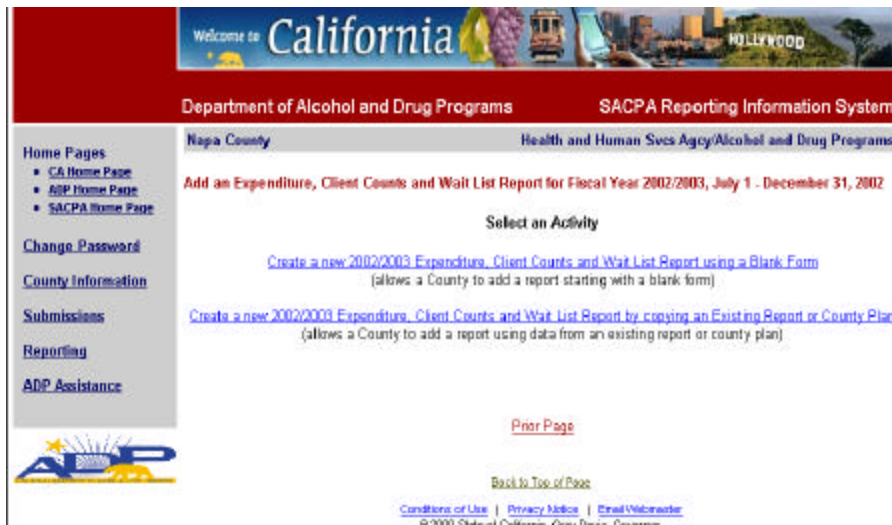 Welcome to California
HOLLYWOOD
Department of Alcohol and Drug Programs SACPA Reporting Information System
Napa County Health and Human Svcs Agcy/Alcohol and Drug Programs
Home Pages
CA Home Page
ADP Home Page
SACPA Home Page
Change Password
County Information
Submissions
Reporting
ADP Assistance
Add an Expenditure, Client Counts and Wait List Report for Fiscal Year 2002/2003, July 1 - December 31, 2002
Select an Activity
Create a new 2002/2003 Expenditure, Client Counts and Wait List Report using a Blank Form
(allows a County to add a report starting with a blank form)
Create a new 2002/2003 Expenditure, Client Counts and Wait List Report by copying an Existing Report or County Plan
(allows a County to add a report using data from an existing report or county plan)
Prior Page
ADP
Back to Top of Page
Conditions of Use | Privacy Notice | Email Webmaster
State of California, Gray Davis, Governor